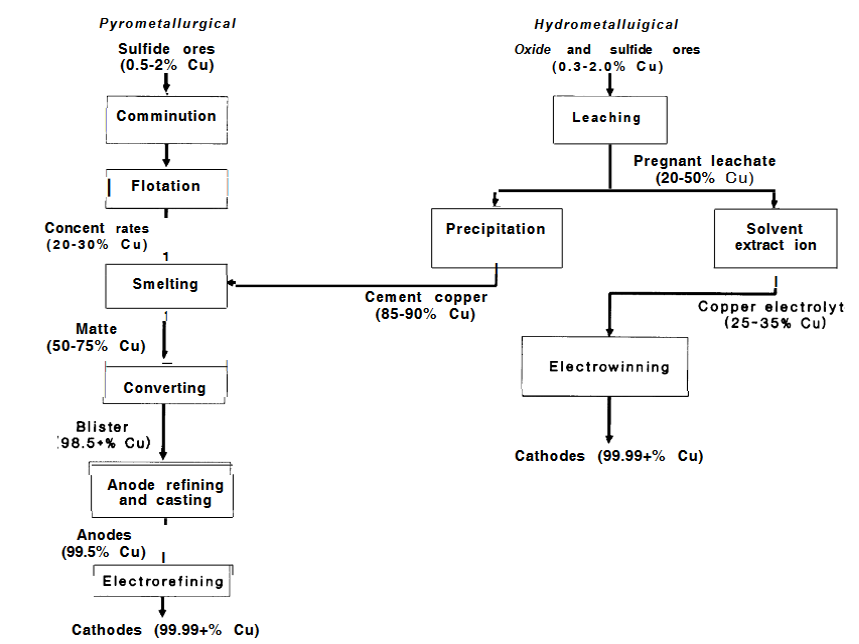 Pyrometallurgical
Sulfide ores
(0.5-2% Cu)
Comminution
Flotation
Concent rates
(20-30% Cu)
Smelting
Matte
(50-75% Cu)
Converting
Blister
(98.5+% Cu)
Anode refining
and casting
Anodes
(99.5% Cu)
Electrorefining
Cathodes (99.99+% Cu)
Hydrometalluigical
Oxide and sulfide ores
(0.3-2.0% Cu)
Leaching
Pregnant leachate
(20-50% Cu)
Precipitation
Solvent
extract ion
Cement copper
(85-90% Cu)
Copper electrolyt
(25-35% Cu)
Electrowinning
Cathodes (99.99+% Cu)